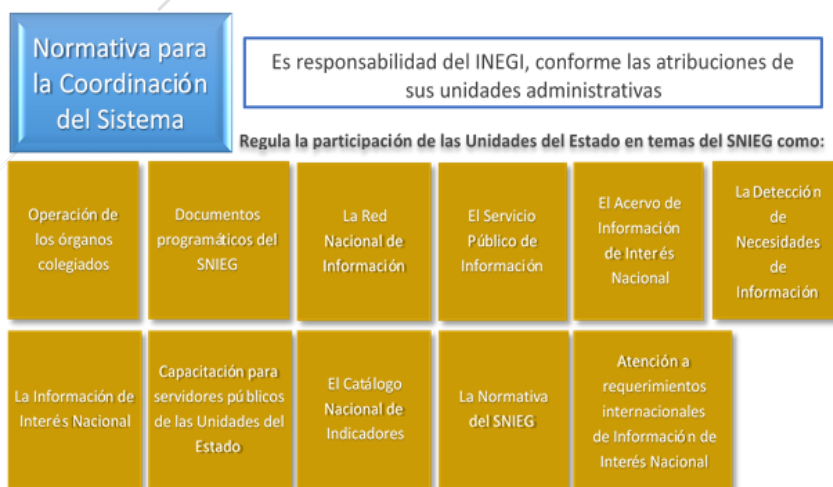 Normativa para
la Coordinación
del Sistema
Es responsabilidad del INEGI, conforme las atribuciones de
sus unidades administrativas
Regula la participación de las Unidades del Estado en temas del SNIEG como:
Operación de
los órganos
colegiados
Documentos
programáticos del
SNIEG
La Red
Nacional de
Información
El Servicio
Público de
Información
El Acervo de
Información
de Interés
Nacional
La Detección
de
Necesidades
de
Información
La Información de
Interés Nacional
Capacitación para
servidores públicos
de las Unidades del
Estado
El Catálogo
Nacional de
Indicadores
La Normativa
del SNIEG
Atención a
requerimientos
internacionales
de Información de
Interés Nacional